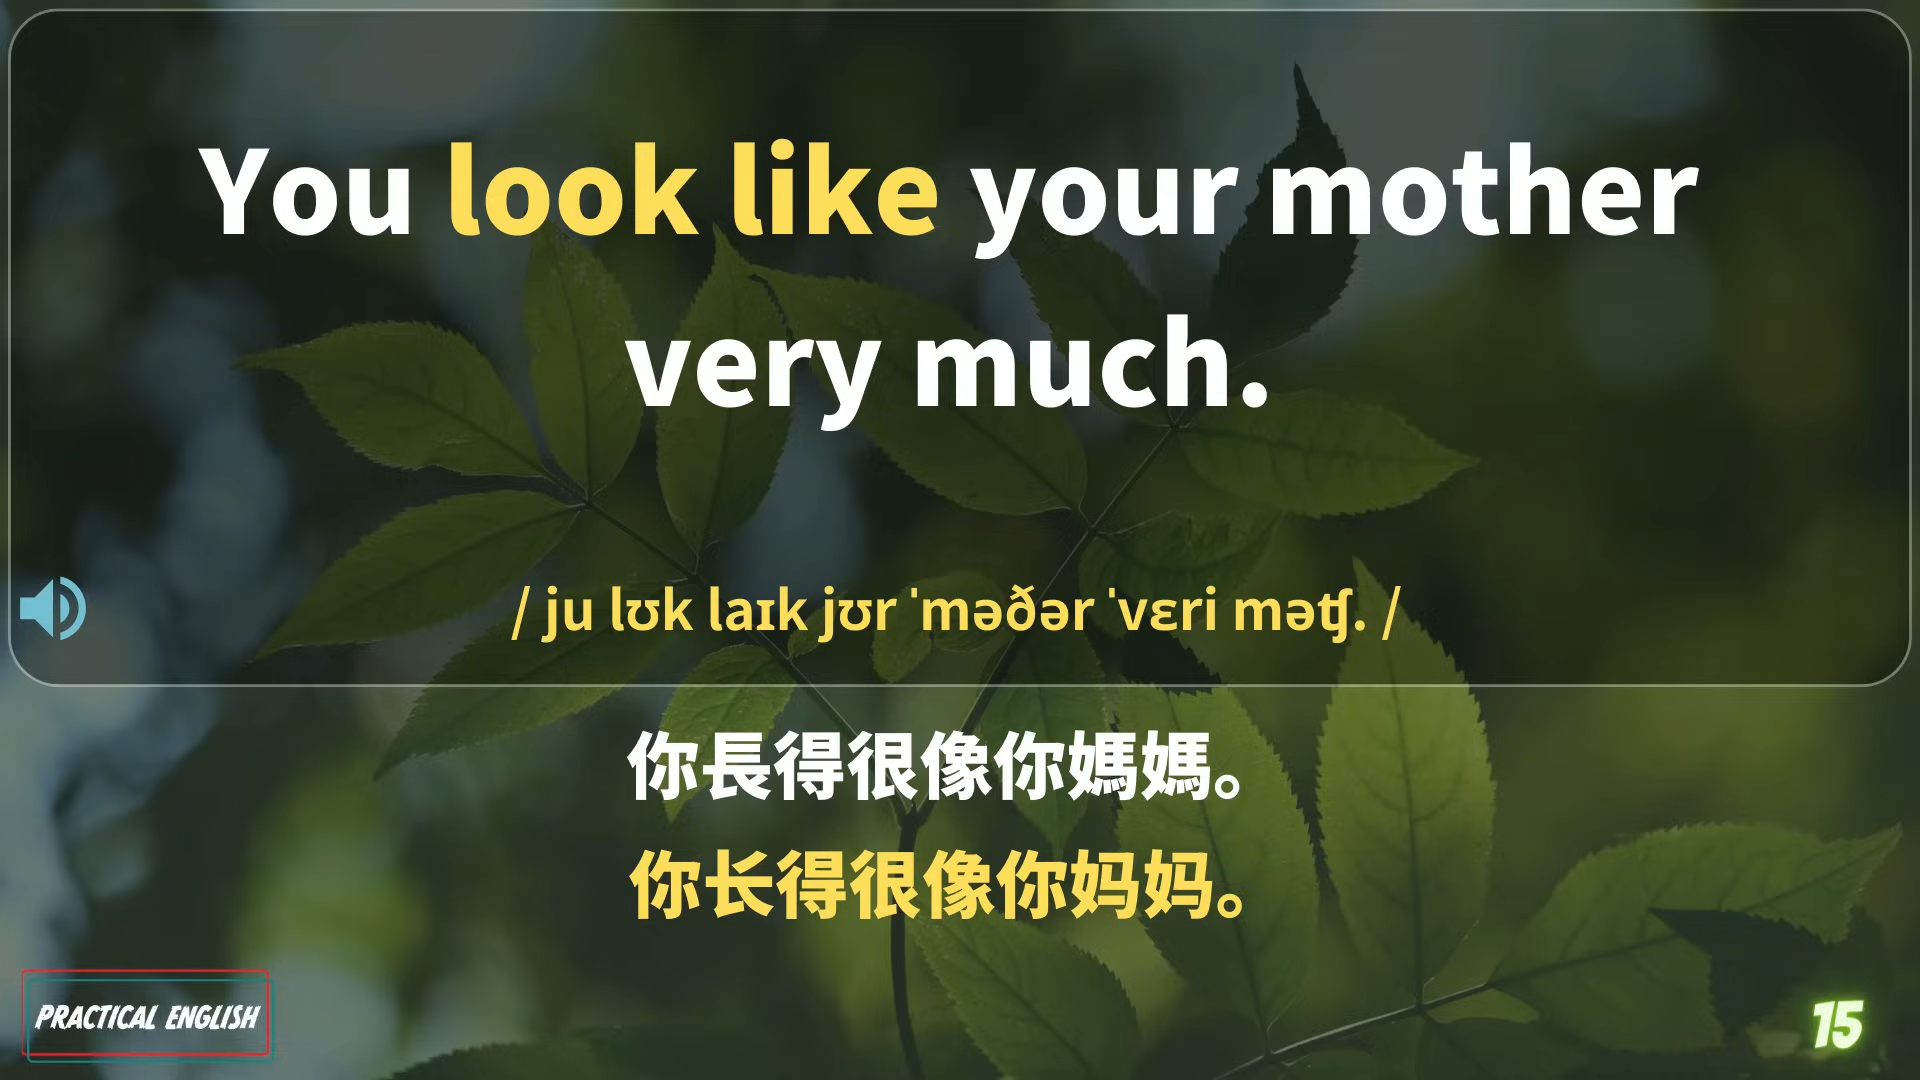 You look like your mother
very much.
/ ju lʊk laɪk jʊr ˈməðər ˈvɛri məʧ. /
你長得很像你媽媽。
你长得很像你妈妈。
PRACTICAL ENGLISH
15